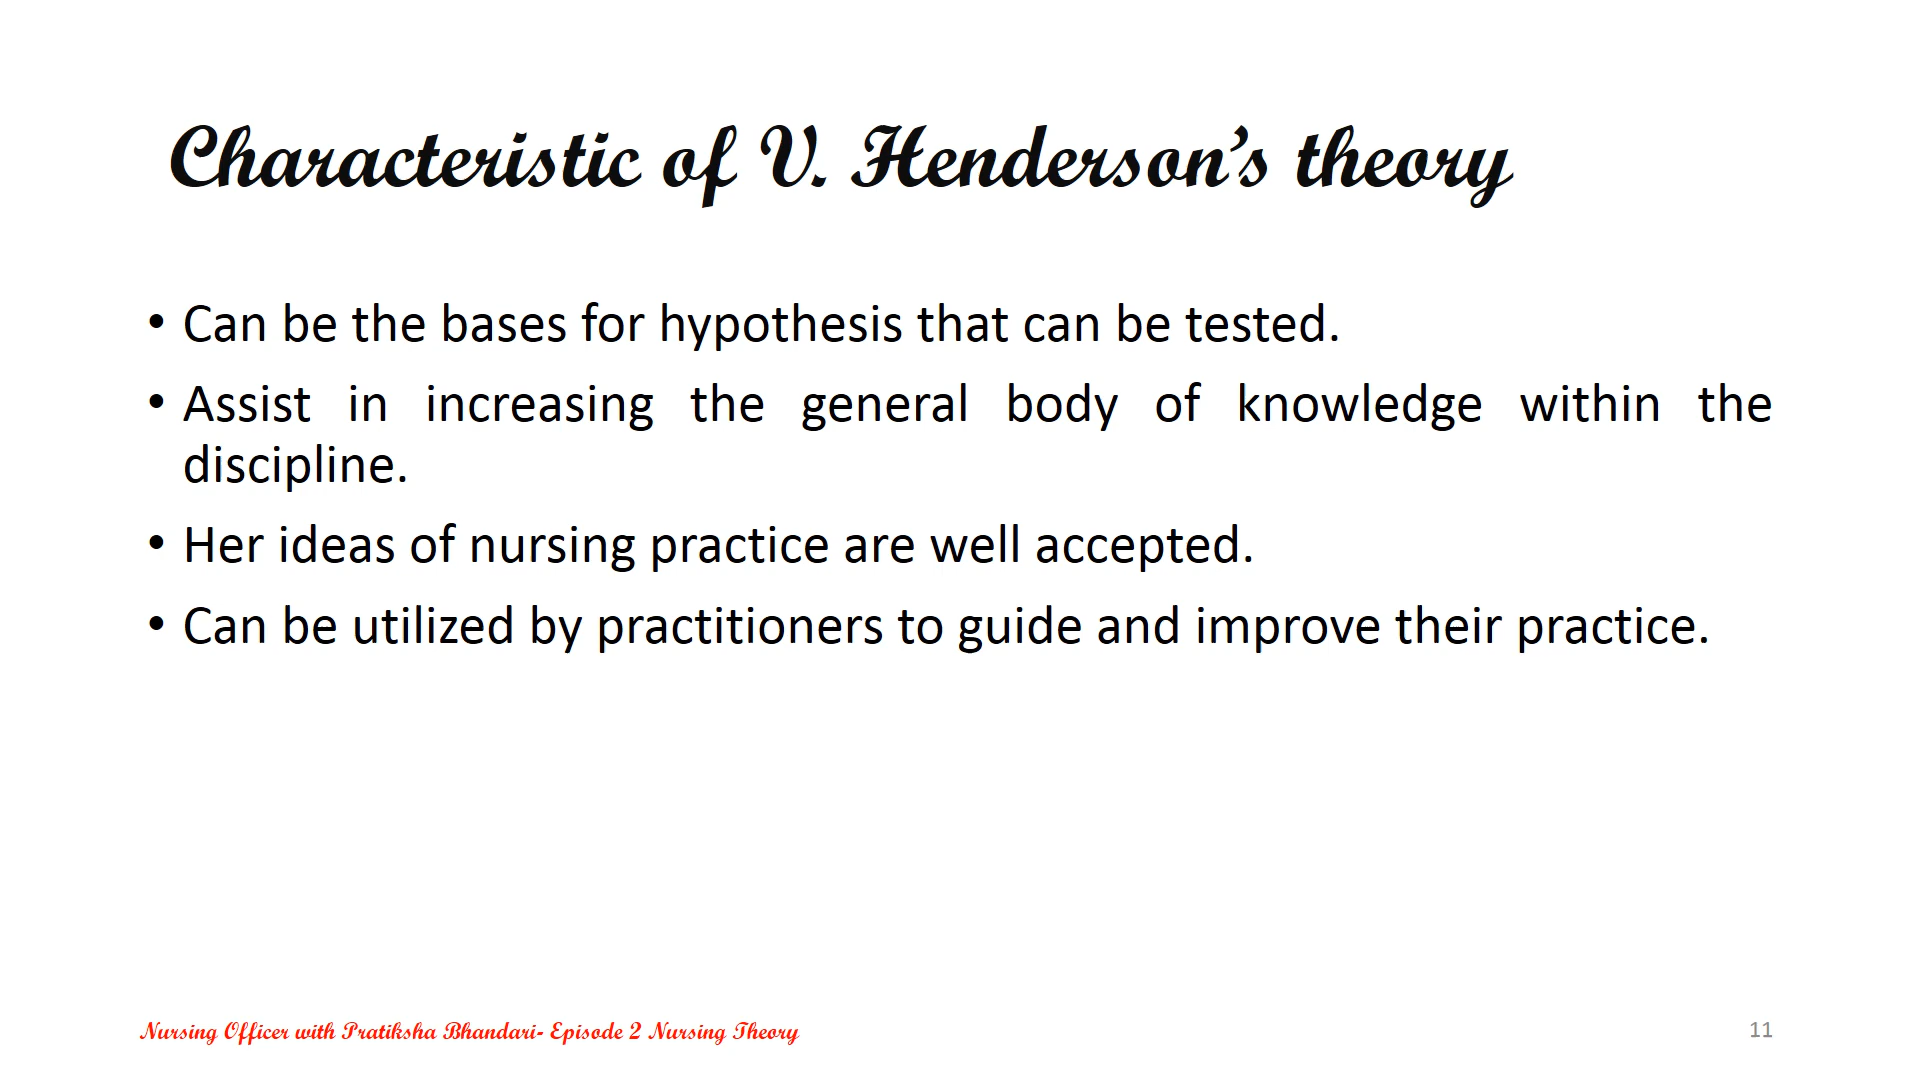 Characteristic of V. Henderson's theory
• Can be the bases for hypothesis that can be tested.
• Assist in increasing the general body of knowledge within the
discipline.
• Her ideas of nursing practice are well accepted.
• Can be utilized by practitioners to guide and improve their practice.
Nursing Officer with Pratiksha Bhandari- Episode 2 Nursing Theory
11